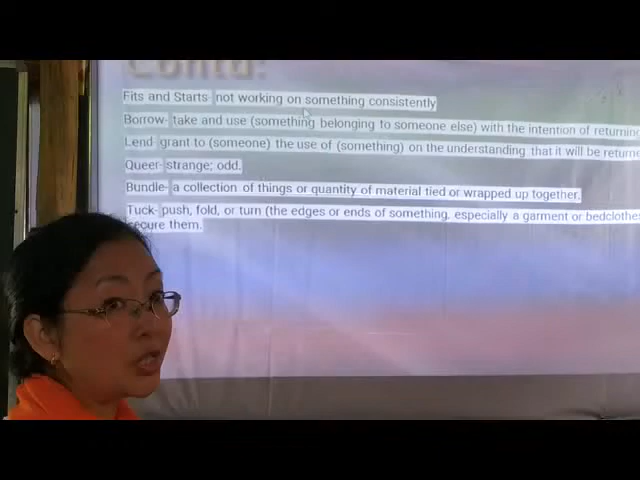 Contd:
Fits and Starts- not working on something consistently
Borrow- take and use (something belonging to someone else) with the intention of returning
Lend- grant to (someone) the use of (something) on the understanding that it will be returne
Queer- strange; odd.
Bundle- a collection of things or quantity of material tied or wrapped up together.
Tuck- push, fold, or turn (the edges or ends of something, especially a garment or bedclothes
secure them.